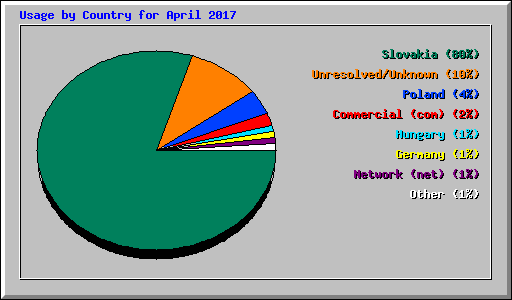 Usage by Country for April 2017
Slovakia (80%)
Unresolved/Unknown (10%)
Poland (4%)
Commercial (com) (2%)
Hungary (1%)
Germany (1%)
Network (net) (1%)
Other (1%)